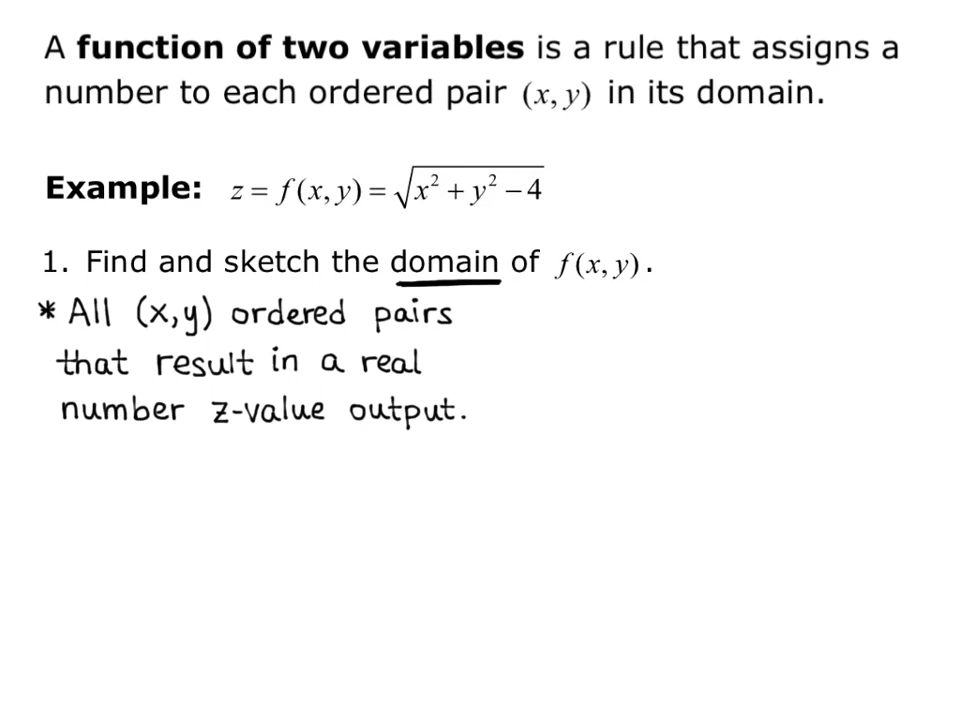 A function of two variables is a rule that assigns a
number to each ordered pair (x, y) in its domain.
Example: z = f(x, y) = √(x² + y² − 4)
1. Find and sketch the domain of f(x, y).
* All (x,y) ordered pairs
that result in a real
number z-value output.